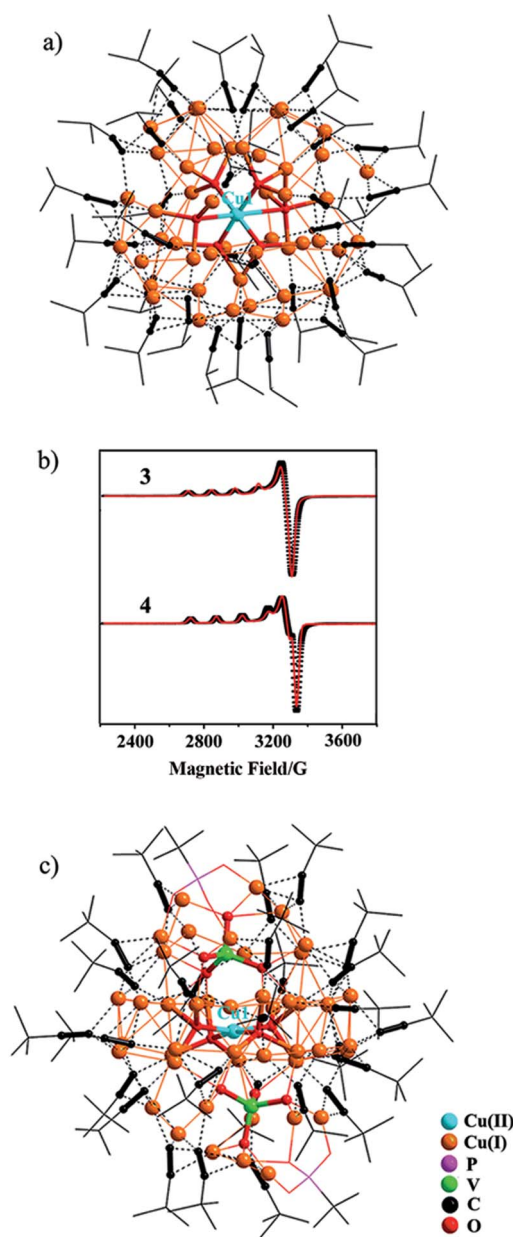 a)
Cu1
b)
3
4
2400 2800 3200 3600
Magnetic Field/G
c)
Cu1
Cu(II)
Cu(I)
P
V
C
O